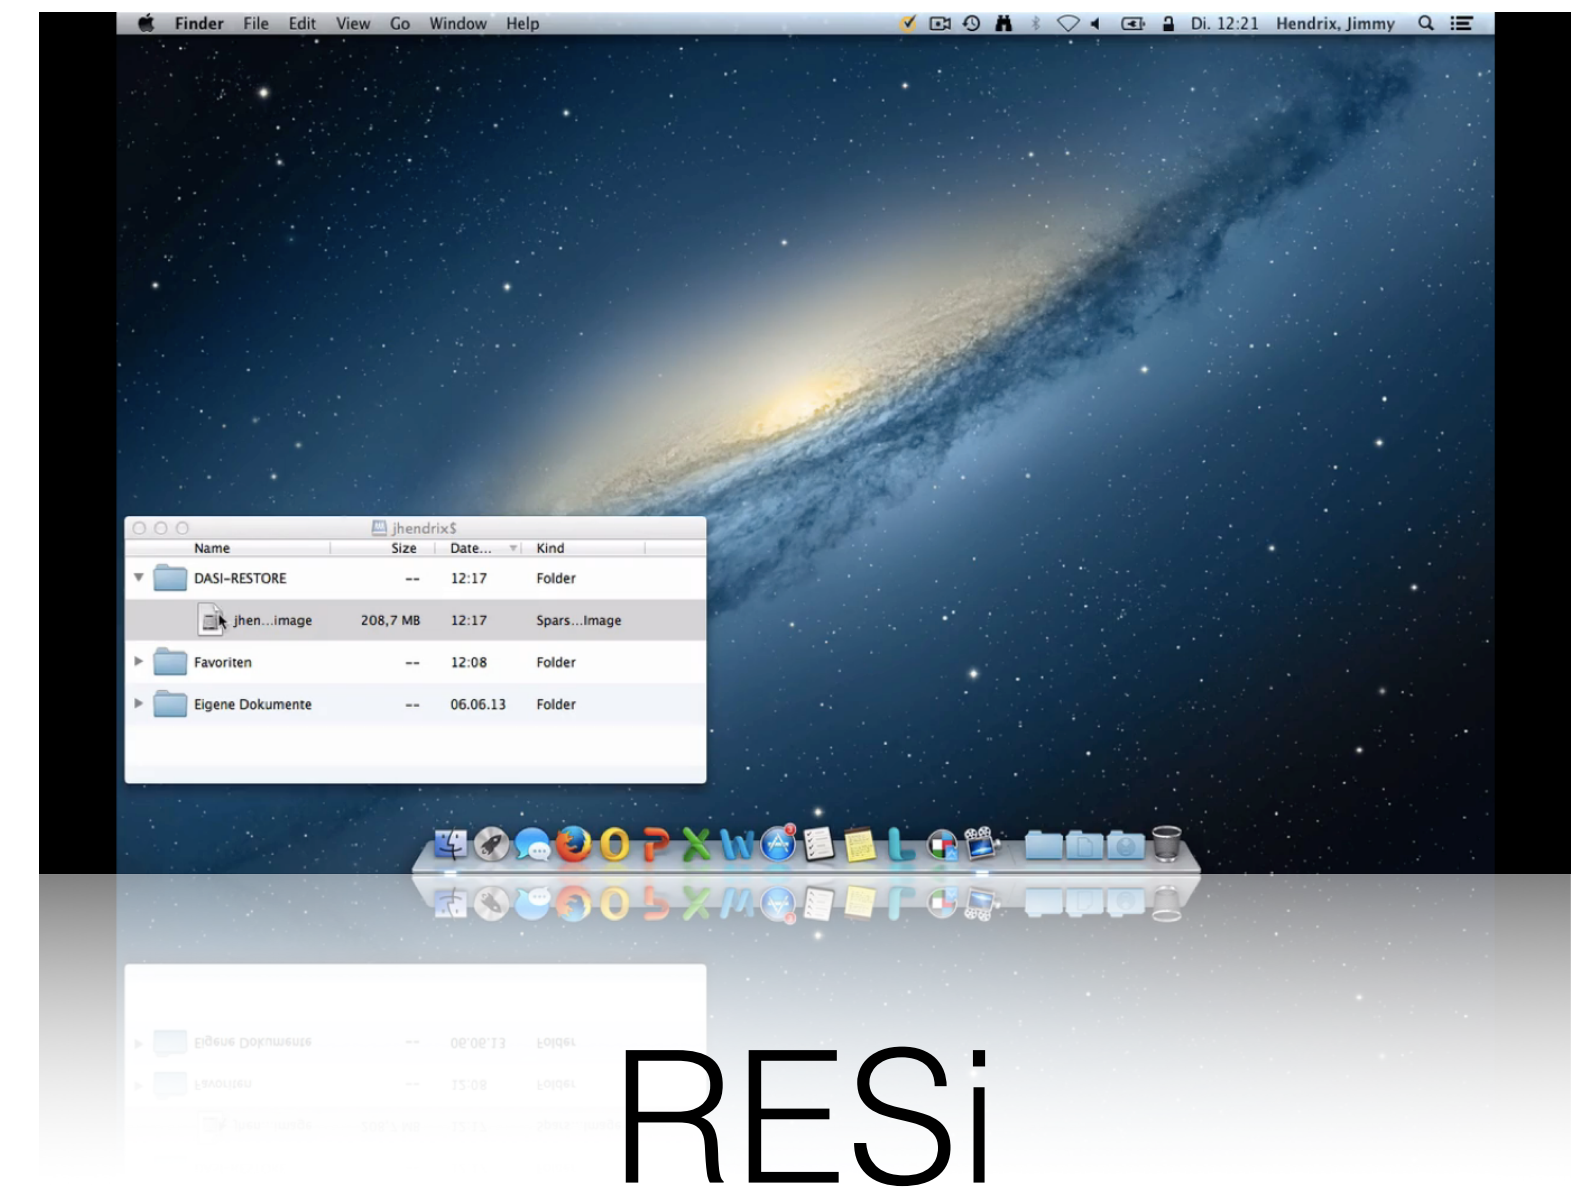 Finder File Edit View Go Window Help Di. 12:21 Hendrix, Jimmy
jhendrix$
Name Size Date... Kind
DASI-RESTORE -- 12:17 Folder
jhen...image 208,7 MB 12:17 Spars...Image
Favoriten -- 12:08 Folder
Eigene Dokumente -- 06.06.13 Folder
RESi